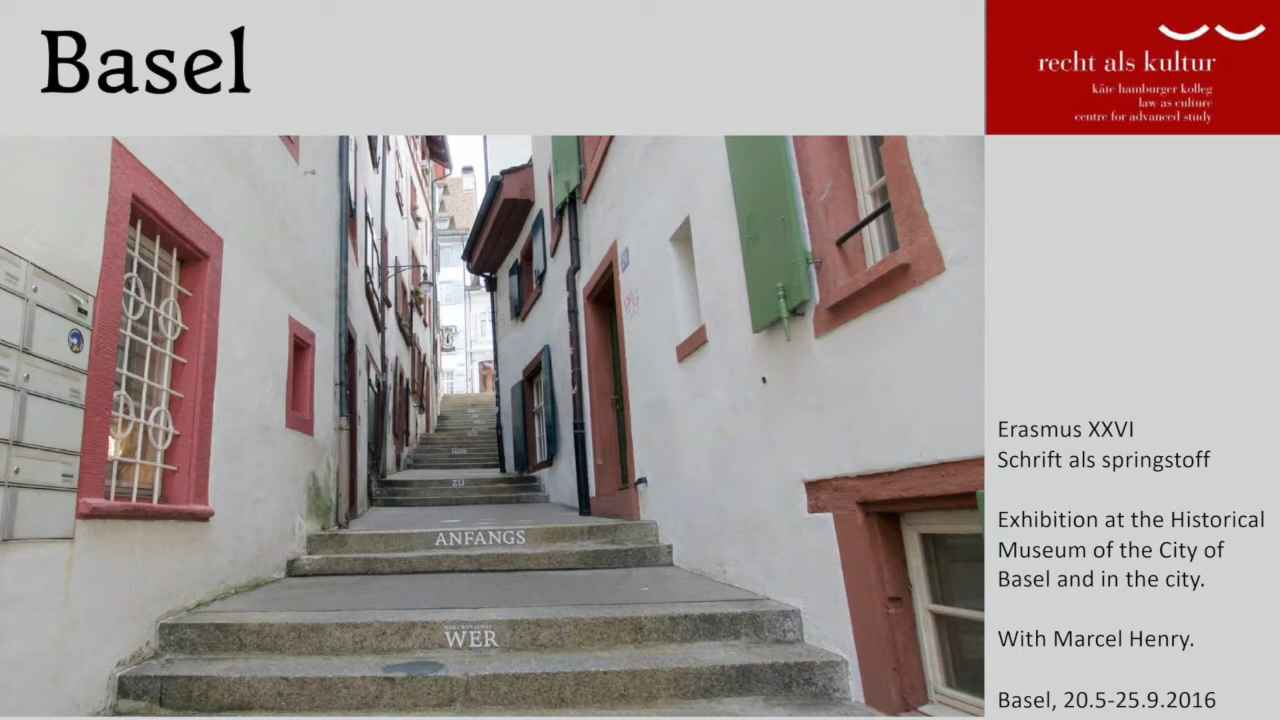 Basel
recht als kultur
käte hamburger kolleg
law as culture
centre for advanced study
ZU
ANFANGS
WER
Erasmus XXVI
Schrift als springstoff
Exhibition at the Historical
Museum of the City of
Basel and in the city.
With Marcel Henry.
Basel, 20.5-25.9.2016